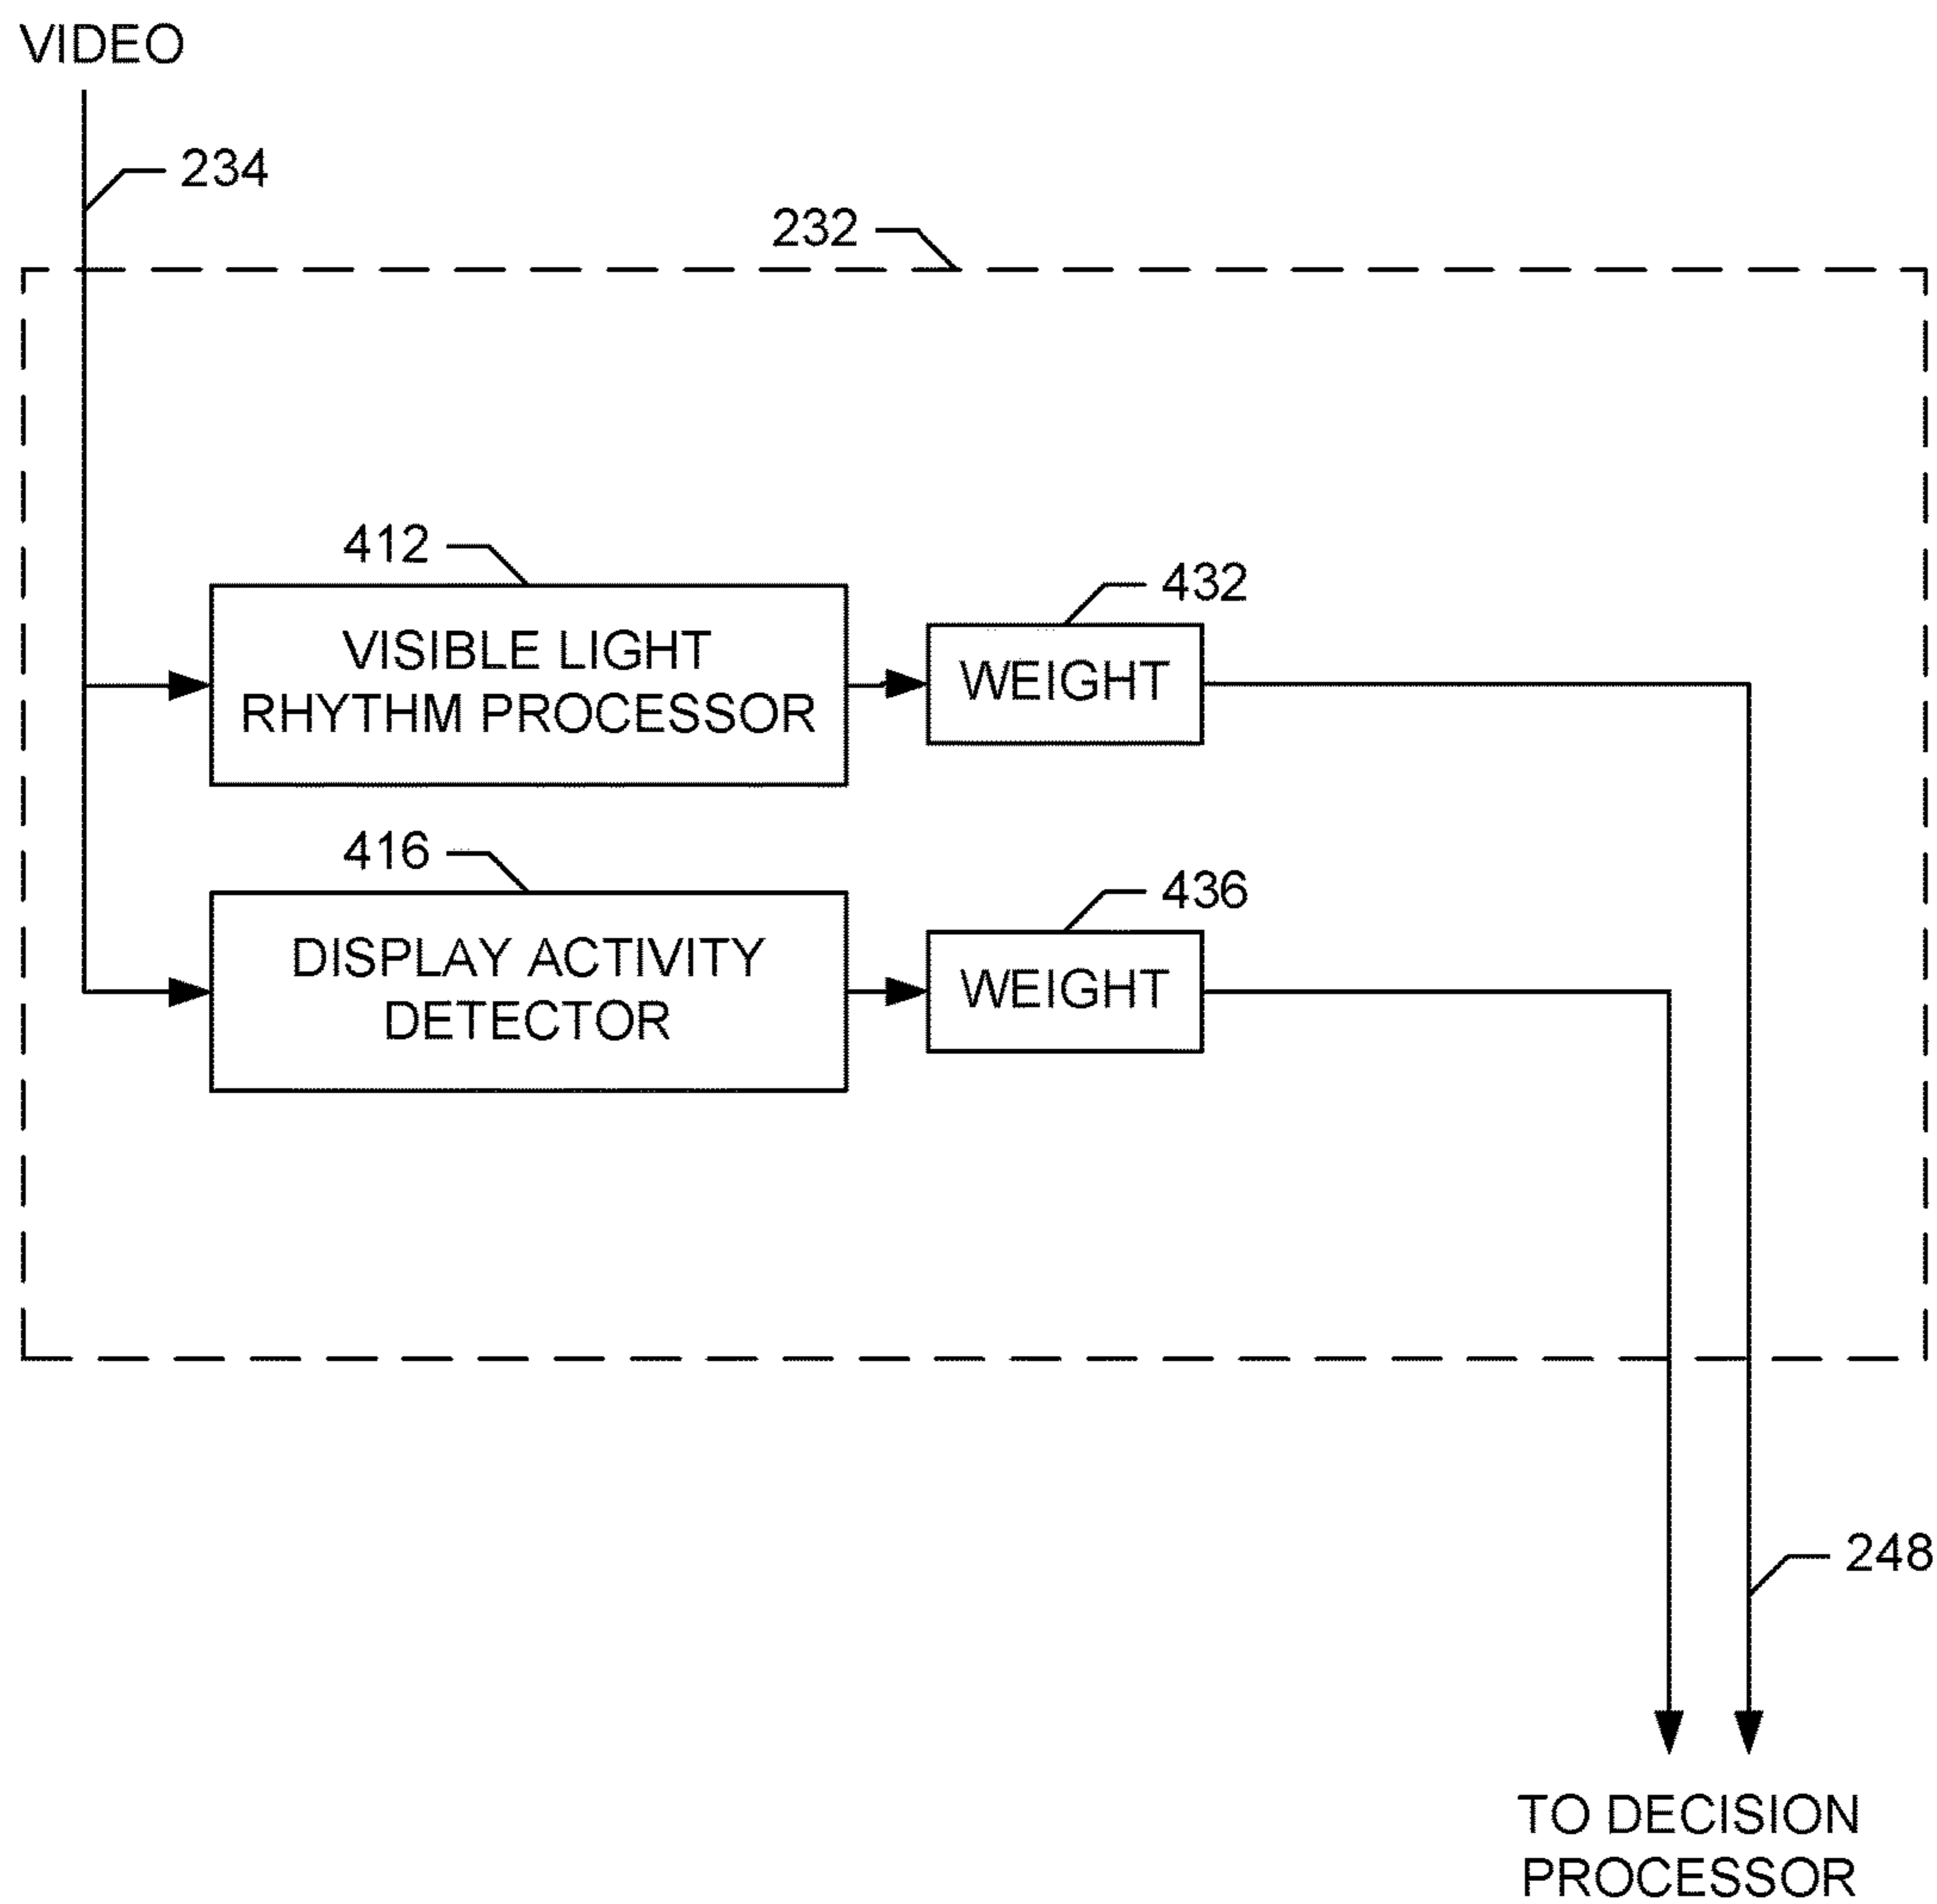 VIDEO
234
232
412
VISIBLE LIGHT
RHYTHM PROCESSOR
432
WEIGHT
416
DISPLAY ACTIVITY
DETECTOR
436
WEIGHT
248
TO DECISION
PROCESSOR